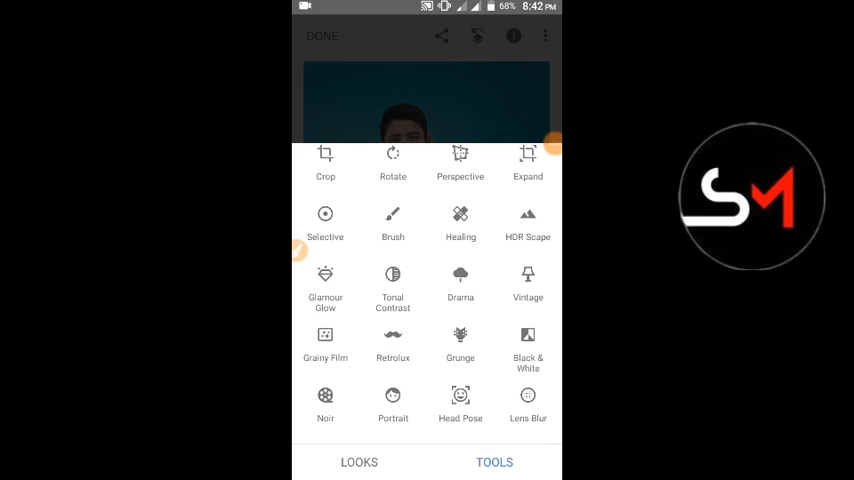 68% 8:42 PM
DONE
Crop Rotate Perspective Expand
Selective Brush Healing HDR Scape
Glamour Glow Tonal Contrast Drama Vintage
Grainy Film Retrolux Grunge Black & White
Noir Portrait Head Pose Lens Blur
LOOKS TOOLS
SM